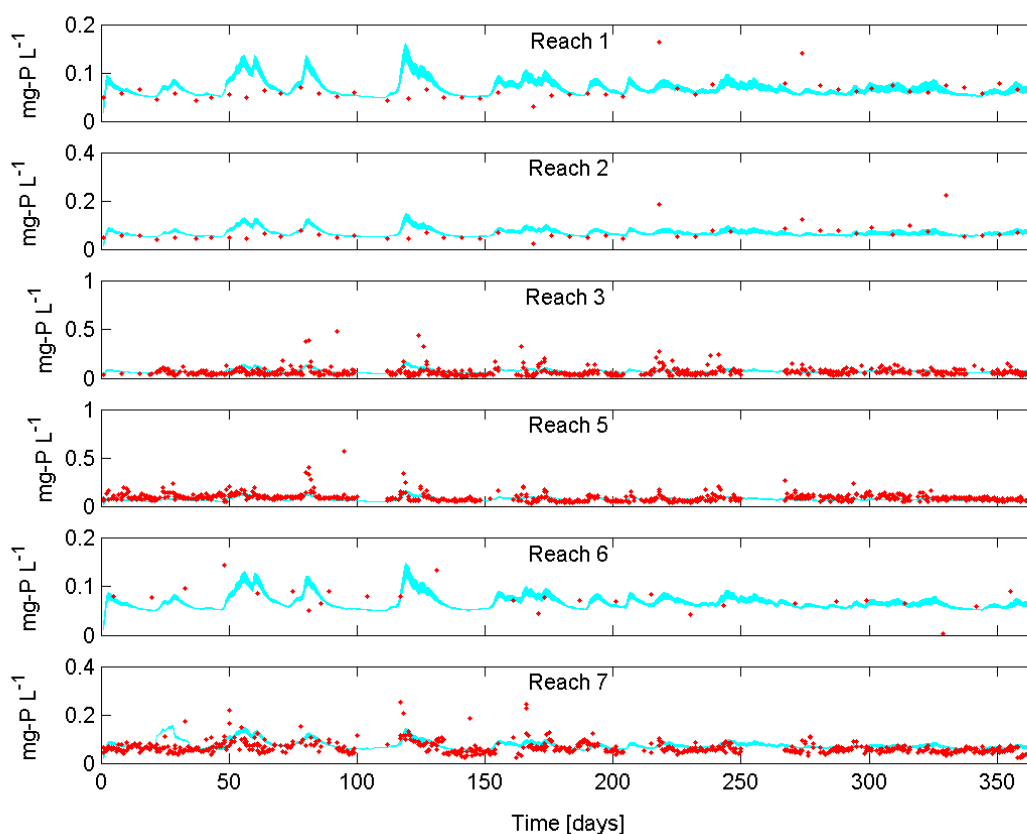 0.2
0.1
0
mg-P L⁻¹
Reach 1
0.4
0.2
0
mg-P L⁻¹
Reach 2
1
0.5
0
mg-P L⁻¹
Reach 3
1
0.5
0
mg-P L⁻¹
Reach 5
0.2
0.1
0
mg-P L⁻¹
Reach 6
0.4
0.2
0
mg-P L⁻¹
Reach 7
0 50 100 150 200 250 300 350
Time [days]